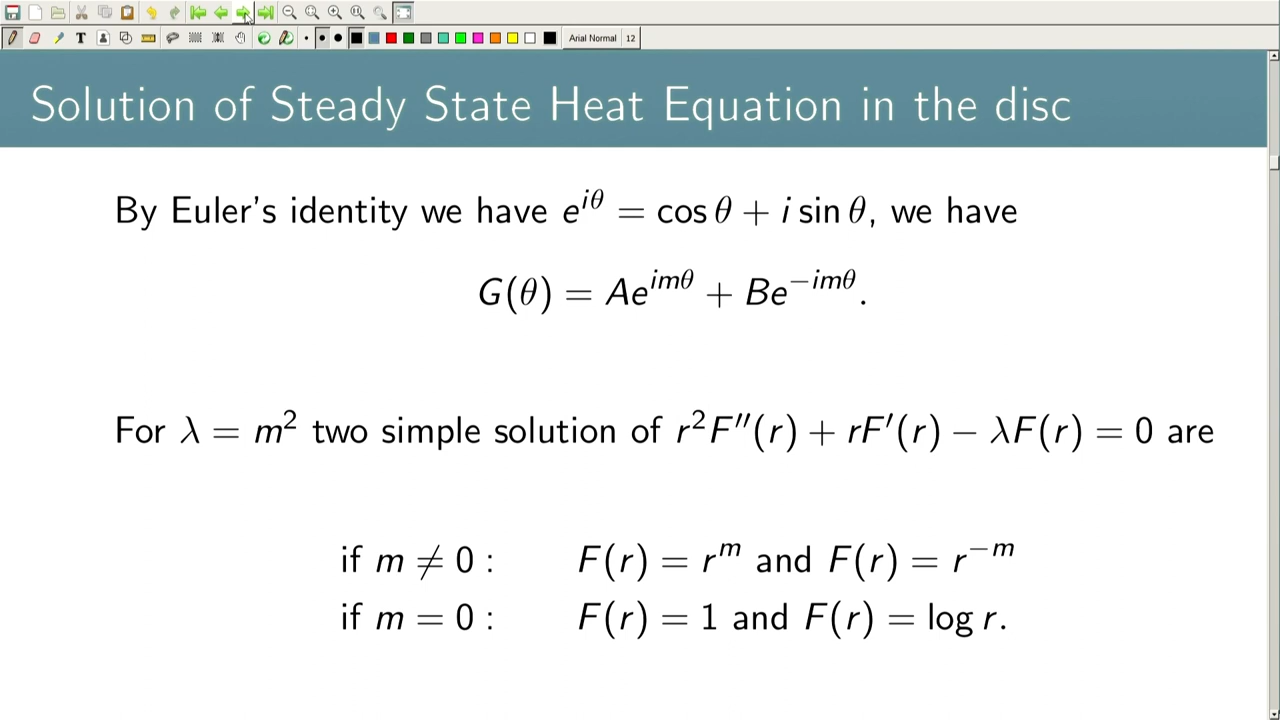 Arial Normal 12
Solution of Steady State Heat Equation in the disc
By Euler's identity we have e^{iθ} = cos θ + i sin θ, we have
G(θ) = Ae^{imθ} + Be^{−imθ}.
For λ = m² two simple solution of r²F″(r) + rF′(r) − λF(r) = 0 are
if m ≠ 0 : F(r) = r^m and F(r) = r^{−m}
if m = 0 : F(r) = 1 and F(r) = log r.